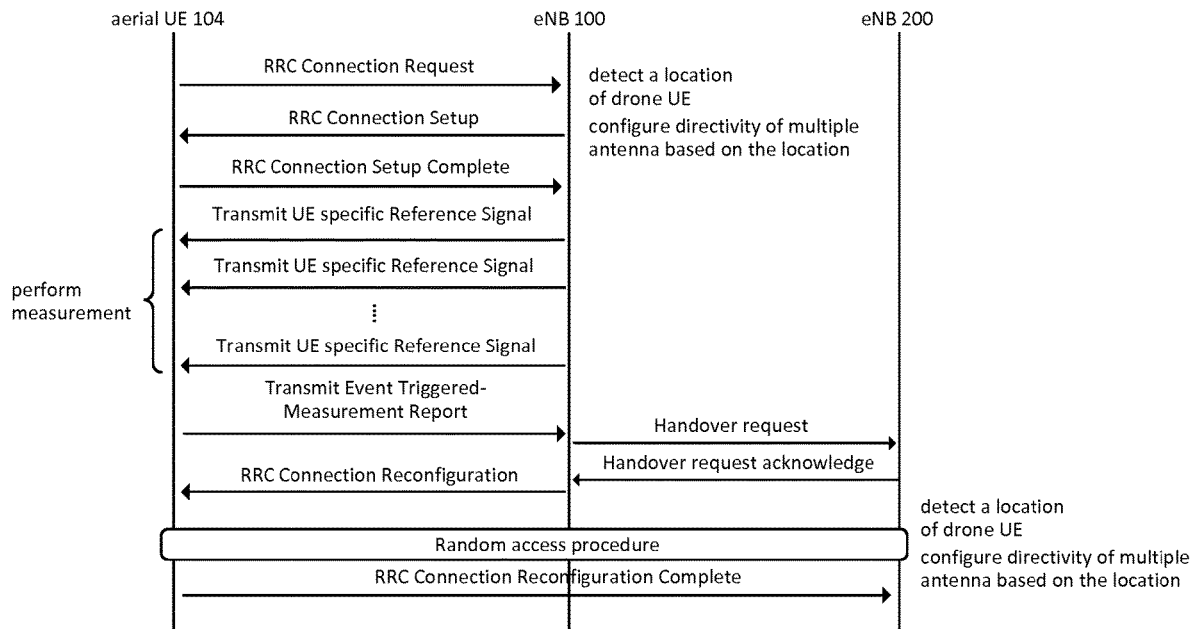 aerial UE 104
eNB 100
eNB 200
RRC Connection Request
detect a location
of drone UE
RRC Connection Setup
configure directivity of multiple
antenna based on the location
RRC Connection Setup Complete
Transmit UE specific Reference Signal
Transmit UE specific Reference Signal
perform
measurement
Transmit UE specific Reference Signal
Transmit Event Triggered-
Measurement Report
Handover request
Handover request acknowledge
RRC Connection Reconfiguration
detect a location
of drone UE
Random access procedure
configure directivity of multiple
antenna based on the location
RRC Connection Reconfiguration Complete